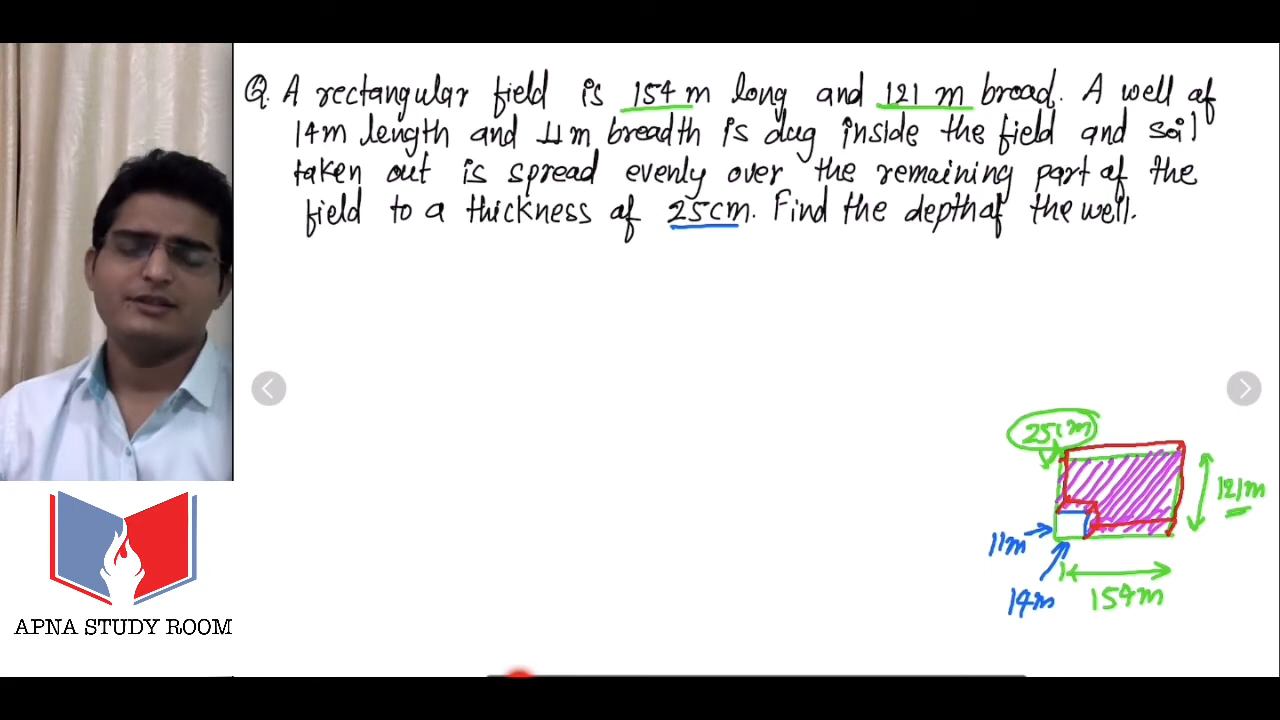 Q. A rectangular field is 154 m long and 121 m broad. A well of
14m length and 11m breadth is dug inside the field and soil
taken out is spread evenly over the remaining part of the
field to a thickness of 25cm. Find the depth of the well.
25cm
121m
11m
14m
154m
APNA STUDY ROOM